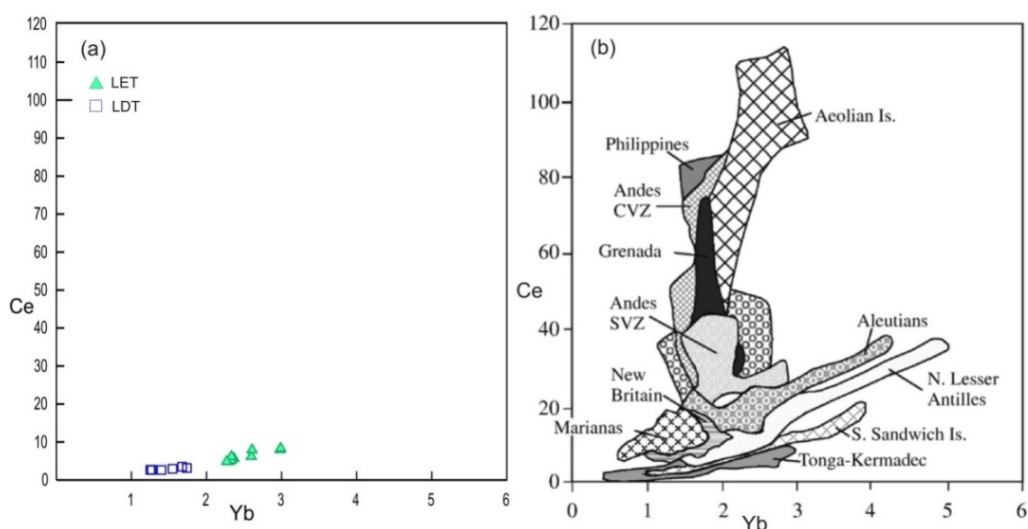 120
(a)
110
LET
100
LDT
90
80
70
60
50
Ce
40
30
20
10
0
1
2
3
4
5
6
Yb
120
(b)
100
Aeolian Is.
Philippines
80
Andes
CVZ
60
Grenada
Ce
Andes
SVZ
40
Aleutians
New
Britain
N. Lesser
Antilles
20
Marianas
S. Sandwich Is.
Tonga-Kermadec
0
0
1
2
3
4
5
6
Yb